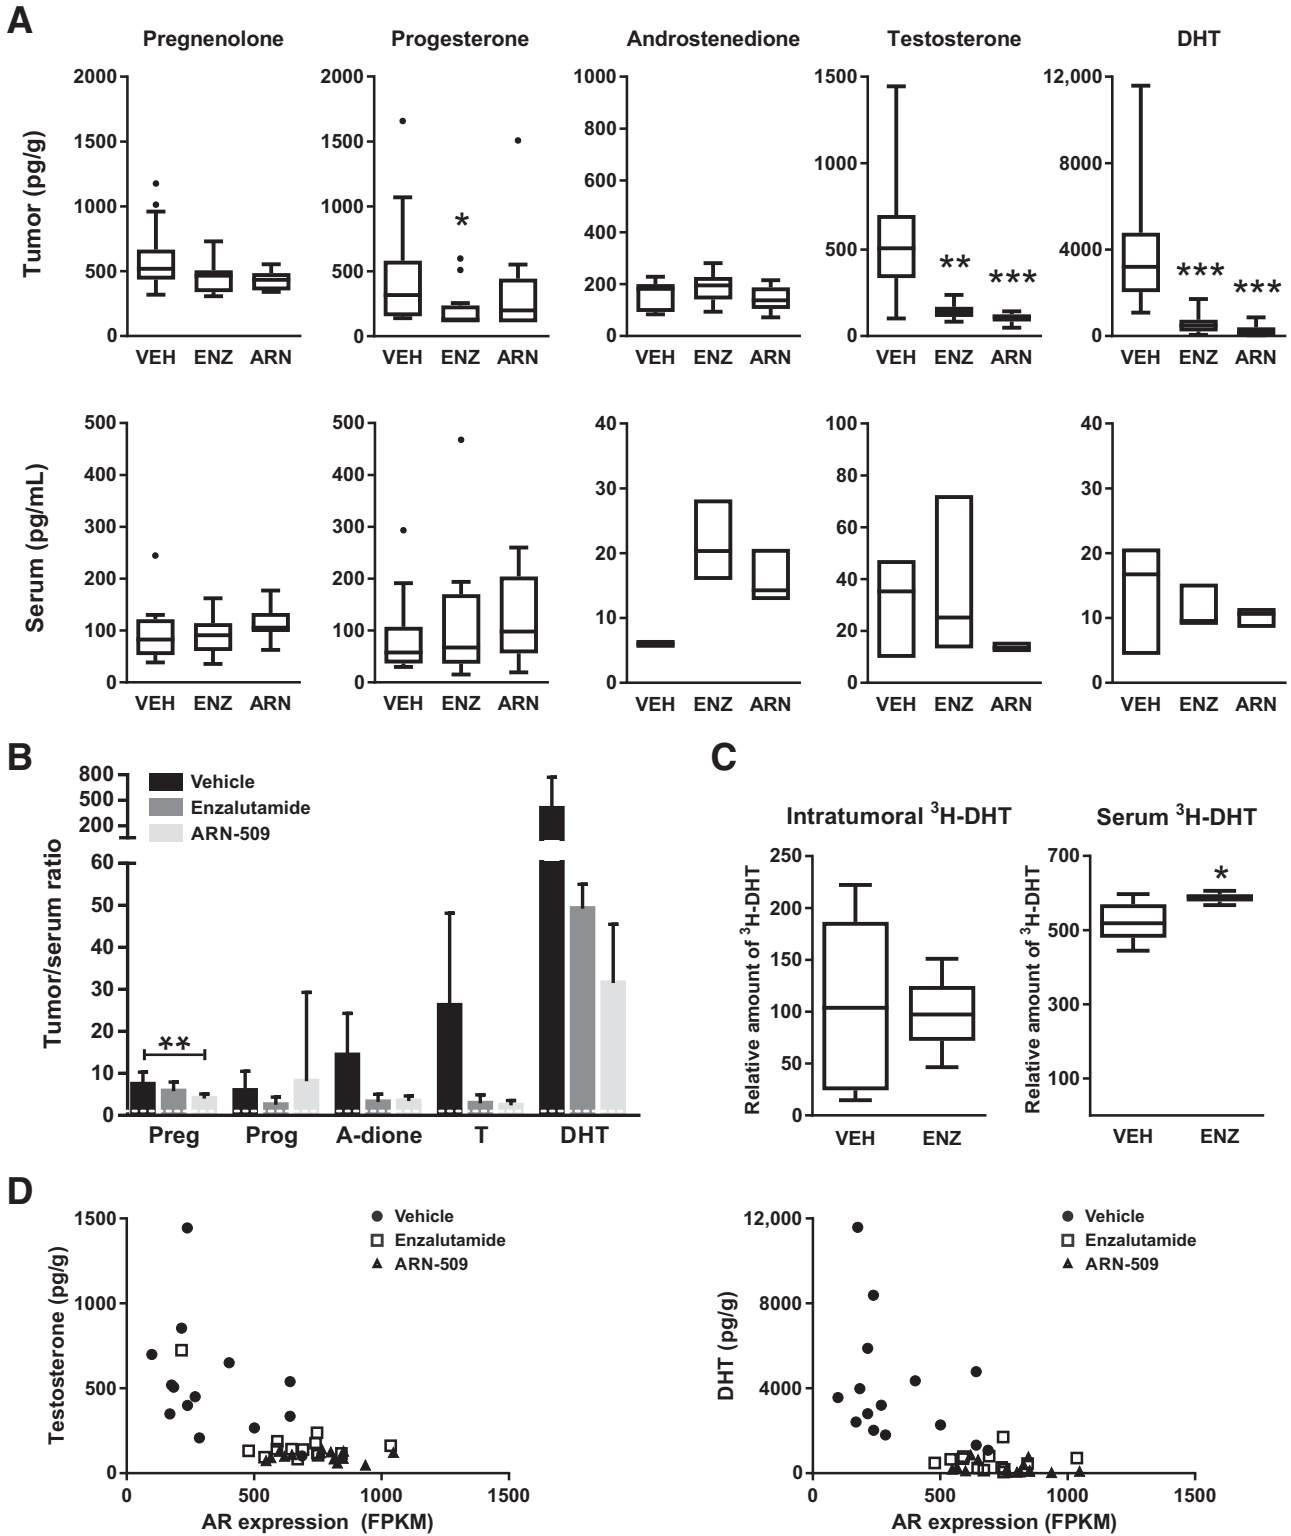 A
Pregnenolone Progesterone Androstenedione Testosterone DHT
Tumor (pg/g)
2000 2000 1000 1500 12,000
1500 1500 800 1000 8000
1000 1000 600 500 4000
500 500 400 0 0
0 0 200
0
* ** *** *** ***
VEH ENZ ARN VEH ENZ ARN VEH ENZ ARN VEH ENZ ARN VEH ENZ ARN
Serum (pg/mL)
500 500 40 100 40
400 400 30 80 30
300 300 20 60 20
200 200 10 40 10
100 100 0 20 0
0 0 0
VEH ENZ ARN VEH ENZ ARN VEH ENZ ARN VEH ENZ ARN VEH ENZ ARN
B
Tumor/serum ratio
800
500
200
60
50
40
30
20
10
0
Vehicle
Enzalutamide
ARN-509
**
Preg Prog A-dione T DHT
C
Intratumoral ³H-DHT
Relative amount of ³H-DHT
250
200
150
100
50
0
VEH ENZ
Serum ³H-DHT
Relative amount of ³H-DHT
700
500
300
100
*
VEH ENZ
D
Testosterone (pg/g)
1500
1000
500
0
Vehicle
Enzalutamide
ARN-509
0 500 1000 1500
AR expression (FPKM)
DHT (pg/g)
12,000
8000
4000
0
Vehicle
Enzalutamide
ARN-509
0 500 1000 1500
AR expression (FPKM)